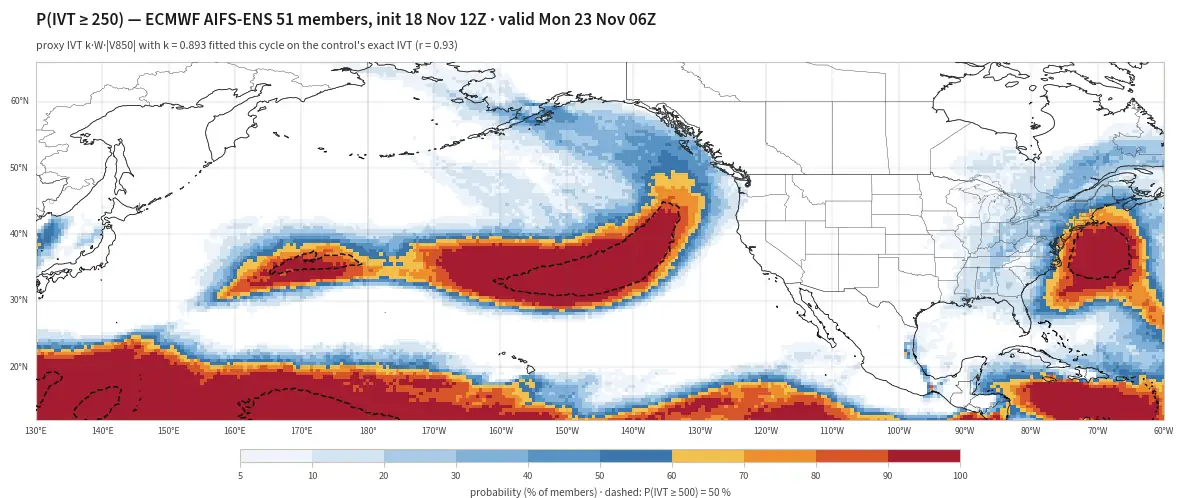 P(IVT ≥ 250) — ECMWF AIFS-ENS 51 members, init 18 Nov 12Z · valid Mon 23 Nov 06Z
proxy IVT k·W·|V850| with k = 0.893 fitted this cycle on the control's exact IVT (r = 0.93)
60°N
50°N
40°N
30°N
20°N
130°E 140°E 150°E 160°E 170°E 180° 170°W 160°W 150°W 140°W 130°W 120°W 110°W 100°W 90°W 80°W 70°W 60°W
5 10 20 30 40 50 60 70 80 90 100
probability (% of members) · dashed: P(IVT ≥ 500) = 50 %